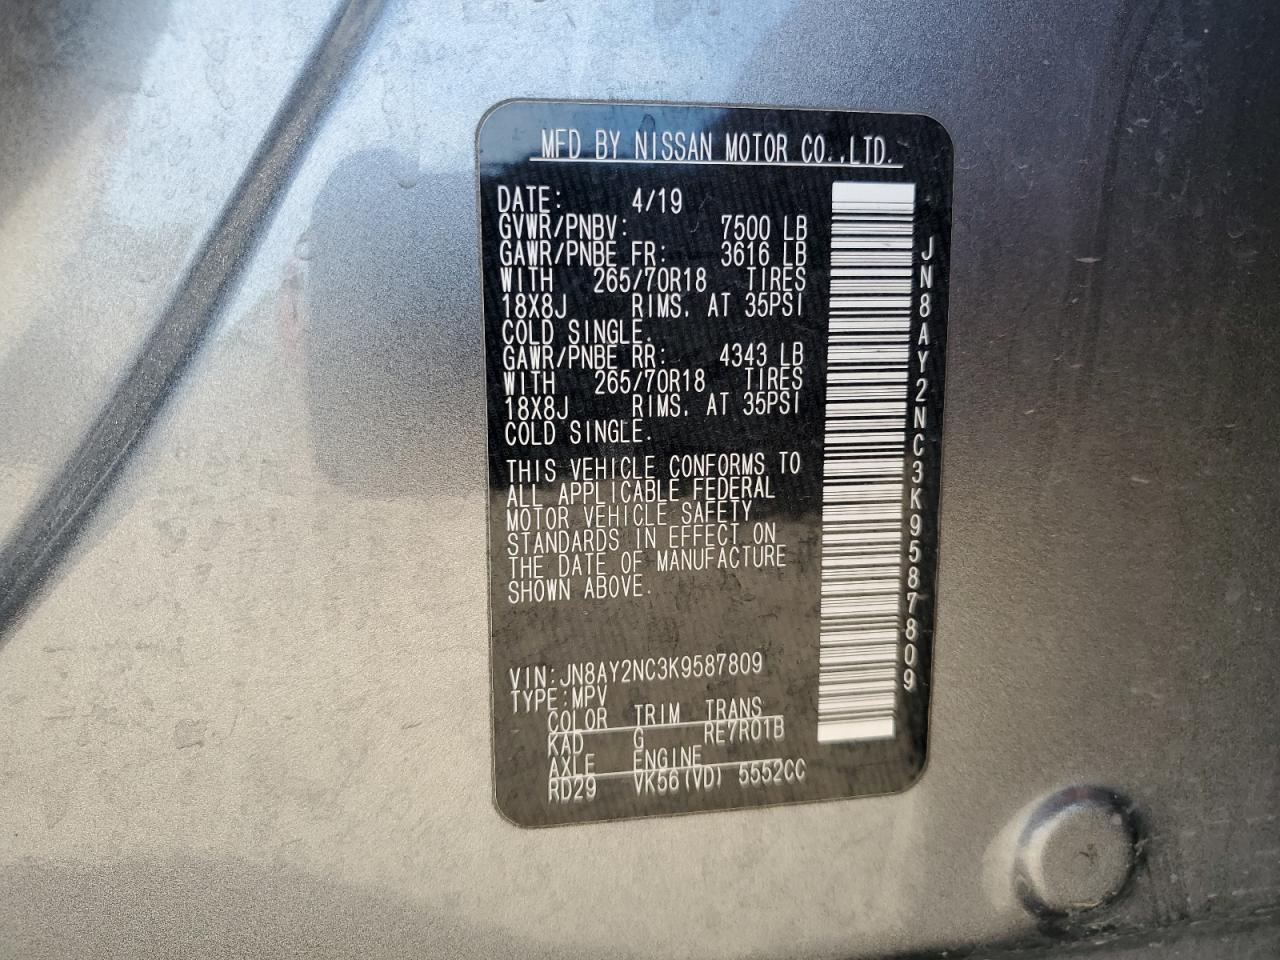 MFD BY NISSAN MOTOR CO.,LTD.
DATE: 4/19
GVWR/PNBV: 7500 LB
GAWR/PNBE FR: 3616 LB
WITH 265/70R18 TIRES
18X8J RIMS. AT 35PSI
COLD SINGLE.
GAWR/PNBE RR: 4343 LB
WITH 265/70R18 TIRES
18X8J RIMS. AT 35PSI
COLD SINGLE.
THIS VEHICLE CONFORMS TO
ALL APPLICABLE FEDERAL
MOTOR VEHICLE SAFETY
STANDARDS IN EFFECT ON
THE DATE OF MANUFACTURE
SHOWN ABOVE.
VIN:JN8AY2NC3K9587809
TYPE:MPV
COLOR TRIM TRANS
KAD G RE7R01B
AXLE ENGINE
RD29 VK56(VD) 5552CC
JN8AY2NC3K9587809